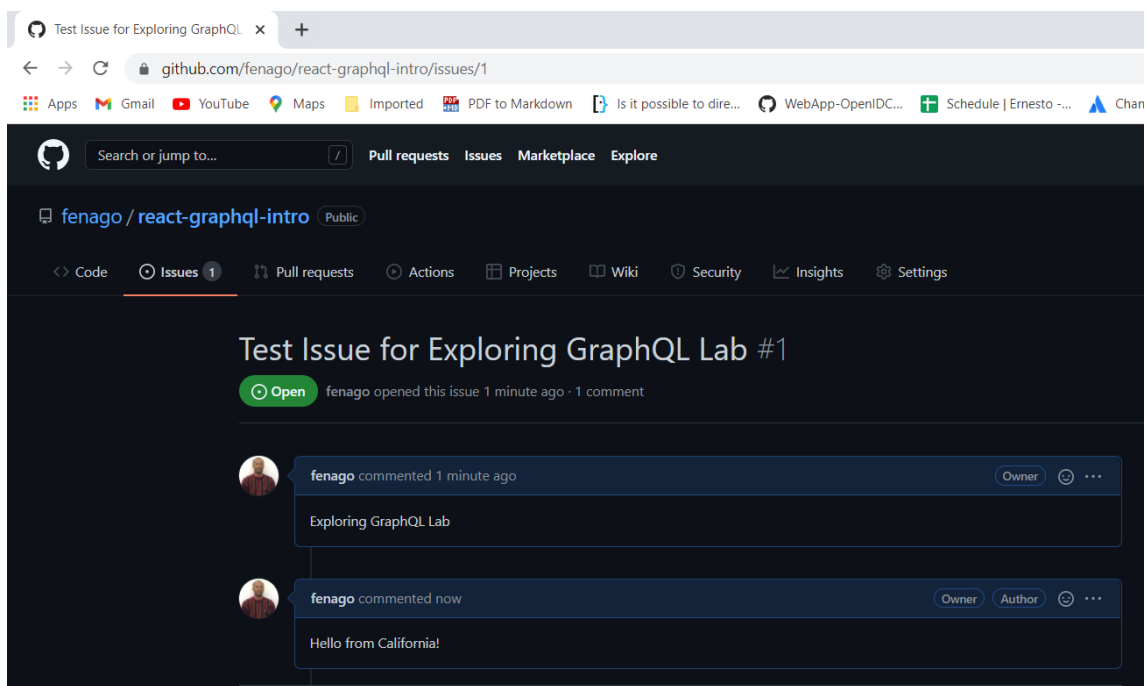 Test Issue for Exploring GraphQL
github.com/fenago/react-graphql-intro/issues/1
Apps Gmail YouTube Maps Imported PDF to Markdown Is it possible to dire... WebApp-OpenIDC... Schedule | Ernesto -... Chan
Search or jump to... / Pull requests Issues Marketplace Explore
fenago / react-graphql-intro Public
Code Issues 1 Pull requests Actions Projects Wiki Security Insights Settings
Test Issue for Exploring GraphQL Lab #1
Open fenago opened this issue 1 minute ago · 1 comment
fenago commented 1 minute ago Owner ...
Exploring GraphQL Lab
fenago commented now Owner Author ...
Hello from California!